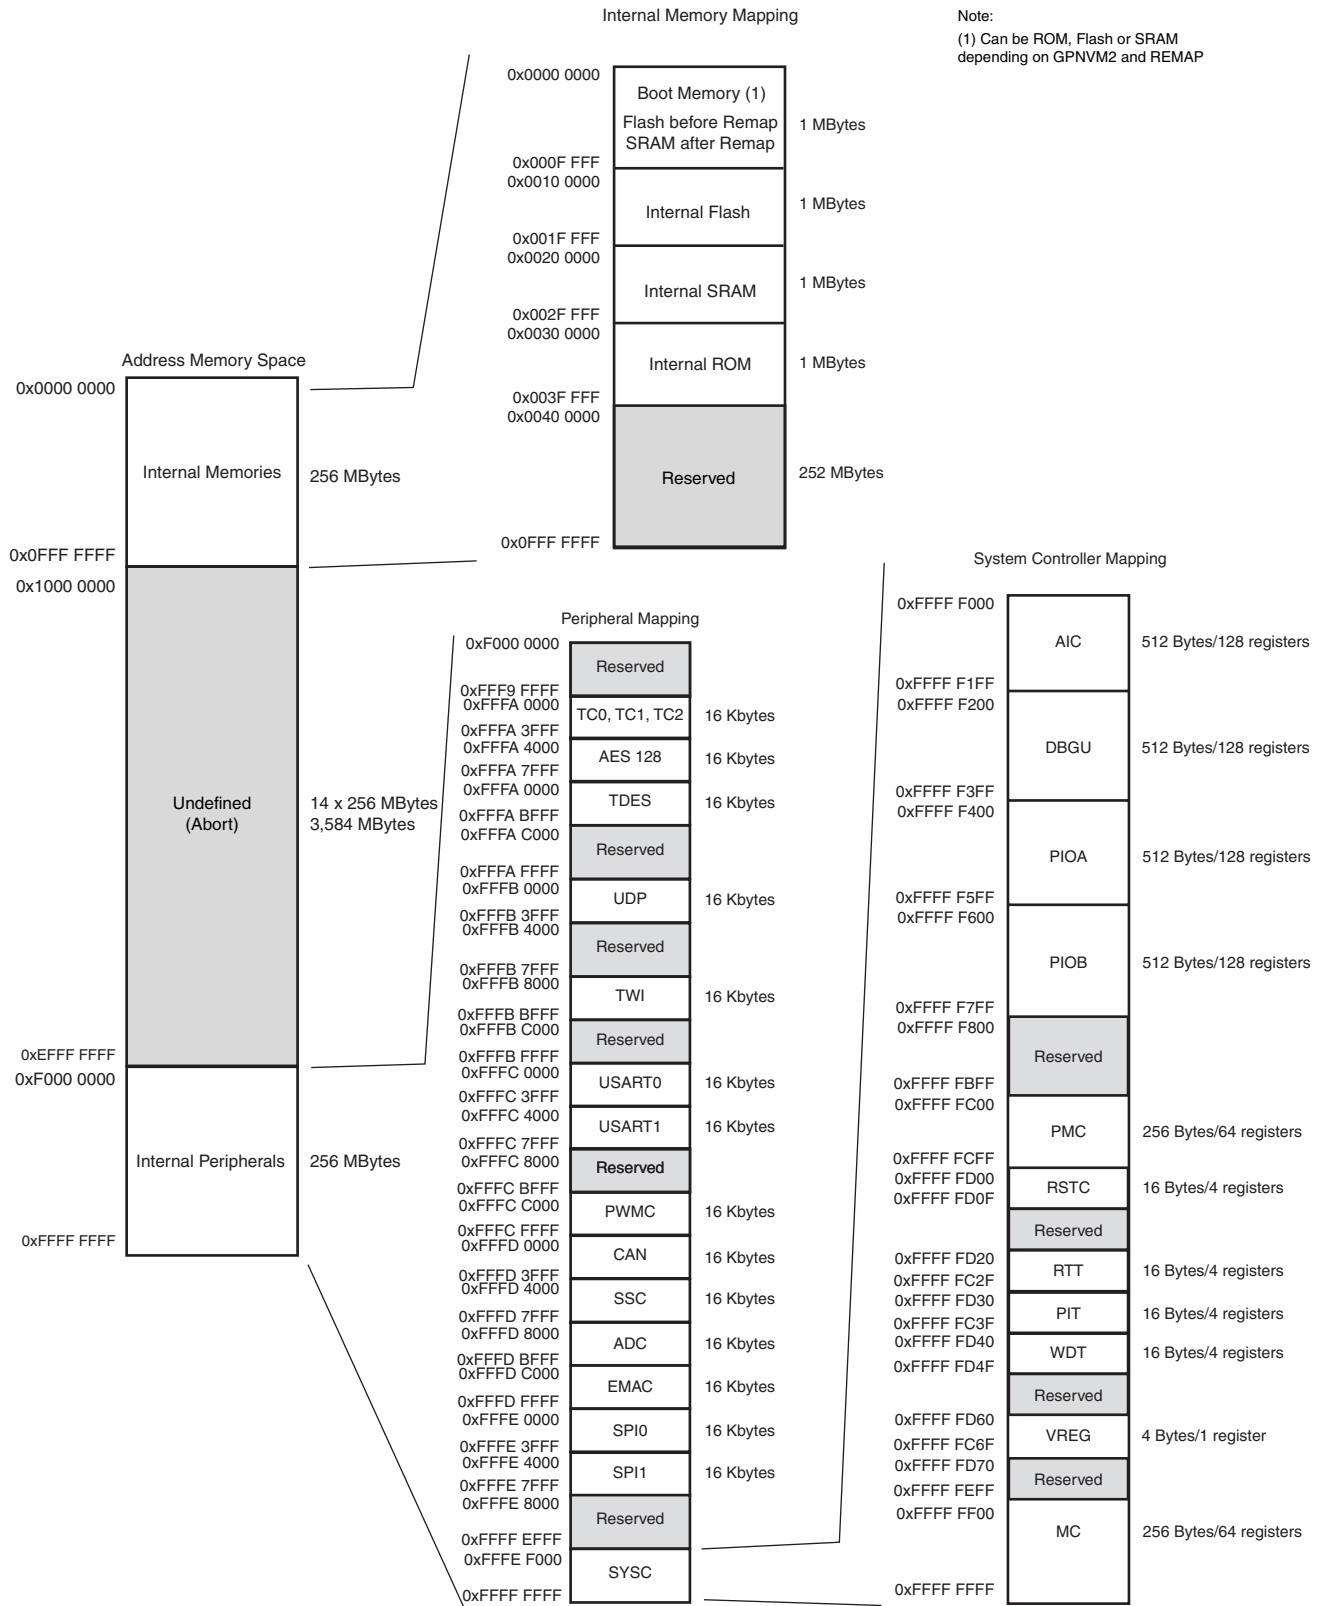 Internal Memory Mapping
Note:
(1) Can be ROM, Flash or SRAM
depending on GPNVM2 and REMAP
0x0000 0000
Boot Memory (1)
Flash before Remap
SRAM after Remap
1 MBytes
0x000F FFF
0x0010 0000
Internal Flash
1 MBytes
0x001F FFF
0x0020 0000
Internal SRAM
1 MBytes
0x002F FFF
0x0030 0000
Internal ROM
1 MBytes
0x003F FFF
0x0040 0000
Reserved
252 MBytes
0x0FFF FFFF
Address Memory Space
0x0000 0000
Internal Memories
256 MBytes
0x0FFF FFFF
0x1000 0000
Undefined
(Abort)
14 x 256 MBytes
3,584 MBytes
0xEFFF FFFF
0xF000 0000
Internal Peripherals
256 MBytes
0xFFFF FFFF
Peripheral Mapping
0xF000 0000
Reserved
0xFFF9 FFFF
0xFFFA 0000
TC0, TC1, TC2
16 Kbytes
0xFFFA 3FFF
0xFFFA 4000
AES 128
16 Kbytes
0xFFFA 7FFF
0xFFFA 0000
TDES
16 Kbytes
0xFFFA BFFF
0xFFFA C000
Reserved
0xFFFA FFFF
0xFFFB 0000
UDP
16 Kbytes
0xFFFB 3FFF
0xFFFB 4000
Reserved
0xFFFB 7FFF
0xFFFB 8000
TWI
16 Kbytes
0xFFFB BFFF
0xFFFB C000
Reserved
0xFFFB FFFF
0xFFFC 0000
USART0
16 Kbytes
0xFFFC 3FFF
0xFFFC 4000
USART1
16 Kbytes
0xFFFC 7FFF
0xFFFC 8000
Reserved
0xFFFC BFFF
0xFFFC C000
PWMC
16 Kbytes
0xFFFC FFFF
0xFFFD 0000
CAN
16 Kbytes
0xFFFD 3FFF
0xFFFD 4000
SSC
16 Kbytes
0xFFFD 7FFF
0xFFFD 8000
ADC
16 Kbytes
0xFFFD BFFF
0xFFFD C000
EMAC
16 Kbytes
0xFFFD FFFF
0xFFFE 0000
SPI0
16 Kbytes
0xFFFE 3FFF
0xFFFE 4000
SPI1
16 Kbytes
0xFFFE 7FFF
0xFFFE 8000
Reserved
0xFFFF EFFF
0xFFFE F000
SYSC
0xFFFF FFFF
System Controller Mapping
0xFFFF F000
AIC
512 Bytes/128 registers
0xFFFF F1FF
0xFFFF F200
DBGU
512 Bytes/128 registers
0xFFFF F3FF
0xFFFF F400
PIOA
512 Bytes/128 registers
0xFFFF F5FF
0xFFFF F600
PIOB
512 Bytes/128 registers
0xFFFF F7FF
0xFFFF F800
Reserved
0xFFFF FBFF
0xFFFF FC00
PMC
256 Bytes/64 registers
0xFFFF FCFF
0xFFFF FD00
RSTC
16 Bytes/4 registers
0xFFFF FD0F
Reserved
0xFFFF FD20
RTT
16 Bytes/4 registers
0xFFFF FC2F
0xFFFF FD30
PIT
16 Bytes/4 registers
0xFFFF FC3F
0xFFFF FD40
WDT
16 Bytes/4 registers
0xFFFF FD4F
Reserved
0xFFFF FD60
VREG
4 Bytes/1 register
0xFFFF FC6F
0xFFFF FD70
Reserved
0xFFFF FEFF
0xFFFF FF00
MC
256 Bytes/64 registers
0xFFFF FFFF